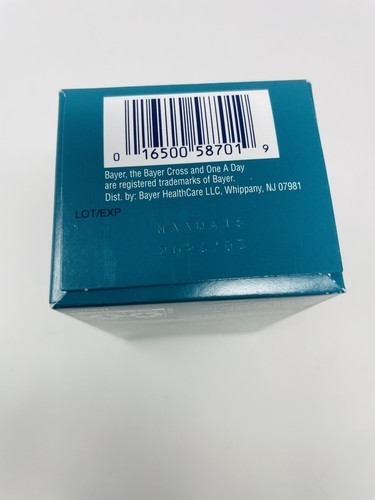 0 16500 58701 9
Bayer, the Bayer Cross and One A Day
are registered trademarks of Bayer.
Dist. by: Bayer HealthCare LLC, Whippany, NJ 07981
LOT/EXP